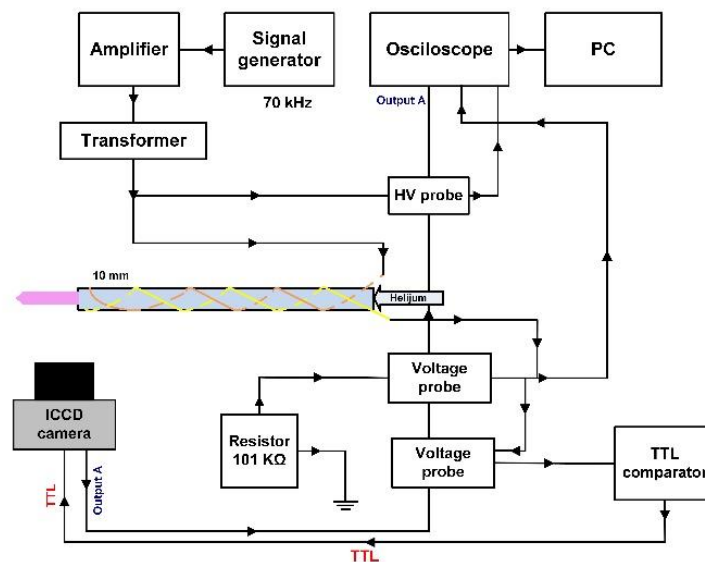 Amplifier
Signal
generator
Osciloscope
PC
70 kHz
Output A
Transformer
HV probe
10 mm
Helijum
Voltage
probe
ICCD
camera
Resistor
101 KΩ
Voltage
probe
TTL
comparator
TTL
Output A
TTL